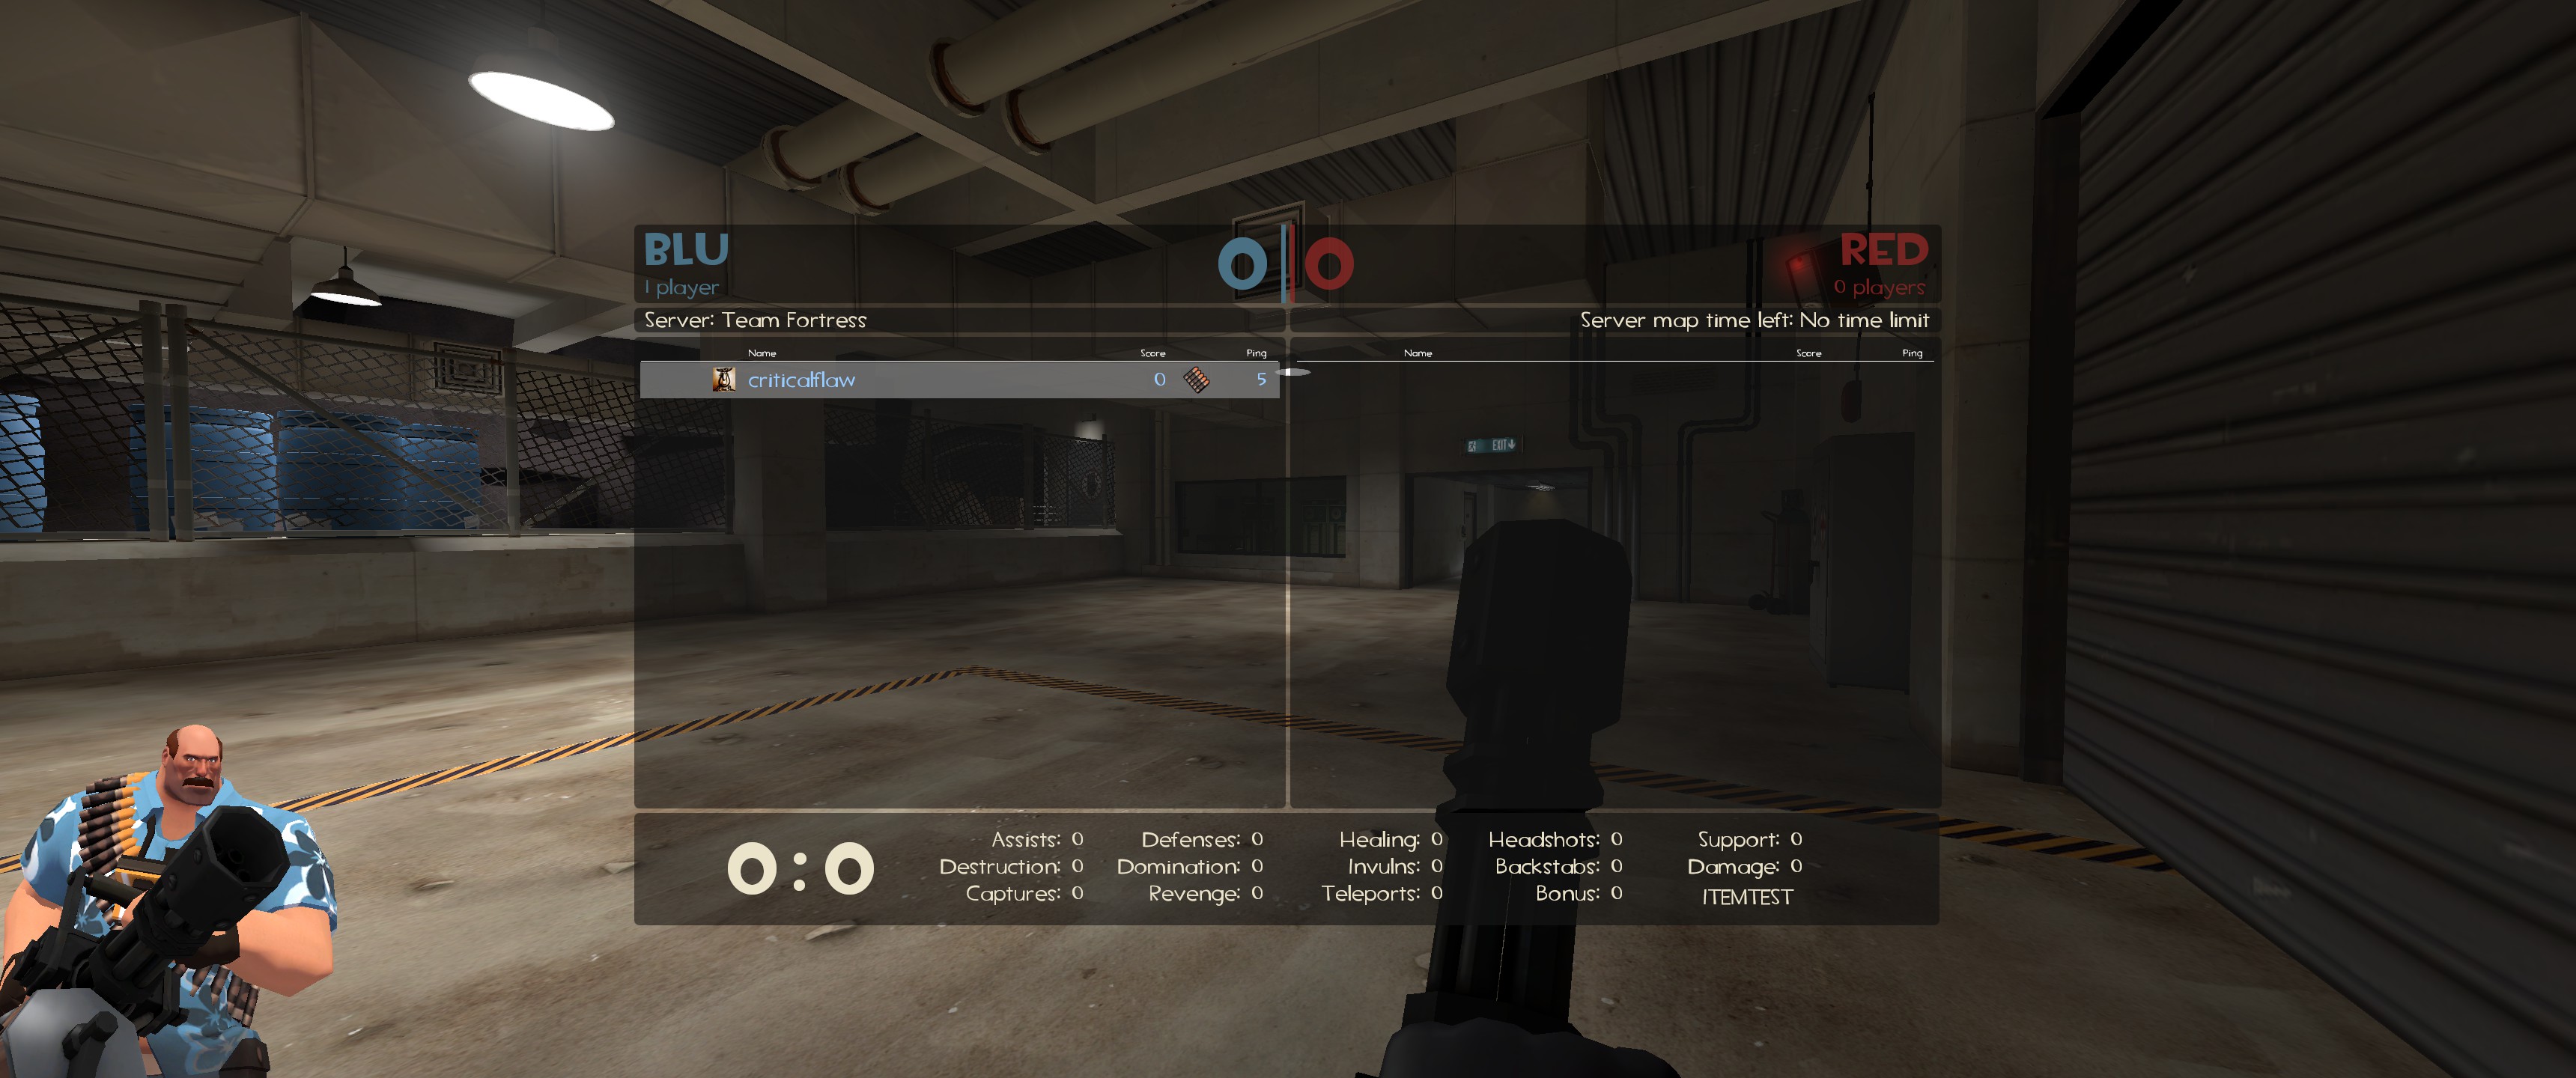 BLU
1 player
0 0
RED
0 players
Server: Team Fortress
Server map time left: No time limit
Name Score Ping
Name Score Ping
criticalflaw 0 5
EXIT
0:0
Assists: 0 Defenses: 0 Healing: 0 Headshots: 0 Support: 0
Destruction: 0 Domination: 0 Invulns: 0 Backstabs: 0 Damage: 0
Captures: 0 Revenge: 0 Teleports: 0 Bonus: 0 ITEMTEST